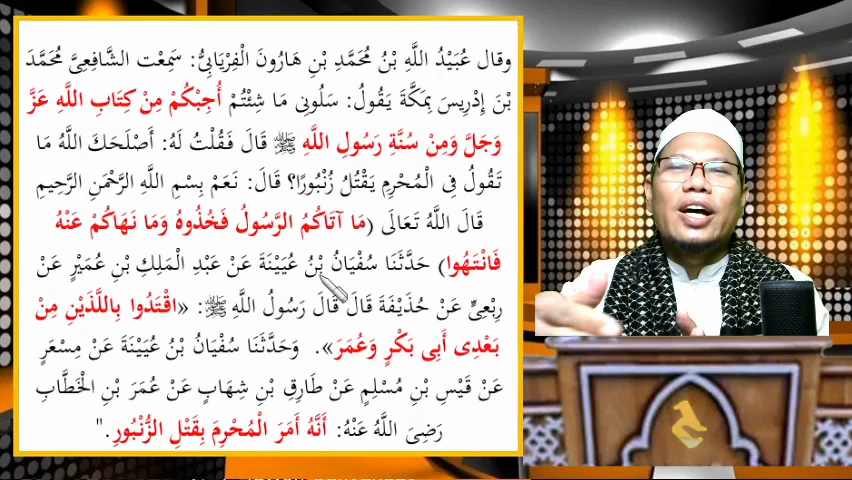 وقال عُبَيْدُ اللَّهِ بْنُ مُحَمَّدِ بْنِ هَارُونَ الْفِرْيَابِيُّ: سَمِعْت الشَّافِعِيَّ مُحَمَّدَ
بْنَ إدْرِيسَ بِمَكَّةَ يَقُولُ: سَلُونِى مَا شِئْتُمْ أُجِبْكُمْ مِنْ كِتَابِ اللَّهِ عَزَّ
وَجَلَّ وَمِنْ سُنَّةِ رَسُولِ اللَّهِ ﷺ قَالَ فَقُلْتُ لَهُ: أَصْلَحَكَ اللَّهُ مَا
تَقُولُ فِى الْمُحْرِمِ يَقْتُلُ زُنْبُورًا؟ قَالَ: نَعَمْ بِسْمِ اللَّهِ الرَّحْمَنِ الرَّحِيمِ
قَالَ اللَّهُ تَعَالَى (مَا آتَاكُمُ الرَّسُولُ فَخُذُوهُ وَمَا نَهَاكُمْ عَنْهُ
فَانْتَهُوا) حَدَّثَنَا سُفْيَانُ بْنُ عُيَيْنَةَ عَنْ عَبْدِ الْمَلِكِ بْنِ عُمَيْرٍ عَنْ
رِبْعِىٍّ عَنْ حُذَيْفَةَ قَالَ قَالَ رَسُولُ اللَّهِ ﷺ: «اقْتَدُوا بِاللَّذَيْنِ مِنْ
بَعْدِى أَبِى بَكْرٍ وَعُمَرَ». وَحَدَّثَنَا سُفْيَانُ بْنُ عُيَيْنَةَ عَنْ مِسْعَرٍ
عَنْ قَيْسِ بْنِ مُسْلِمٍ عَنْ طَارِقِ بْنِ شِهَابٍ عَنْ عُمَرَ بْنِ الْخَطَّابِ
رَضِىَ اللَّهُ عَنْهُ: أَنَّهُ أَمَرَ الْمُحْرِمَ بِقَتْلِ الزُّنْبُورِ."